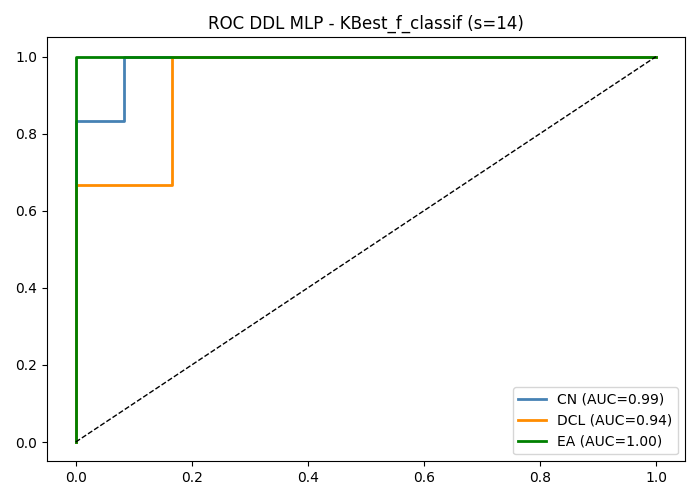 ROC DDL MLP - KBest_f_classif (s=14)
1.0
0.8
0.6
0.4
0.2
0.0
0.0 0.2 0.4 0.6 0.8 1.0
CN (AUC=0.99)
DCL (AUC=0.94)
EA (AUC=1.00)